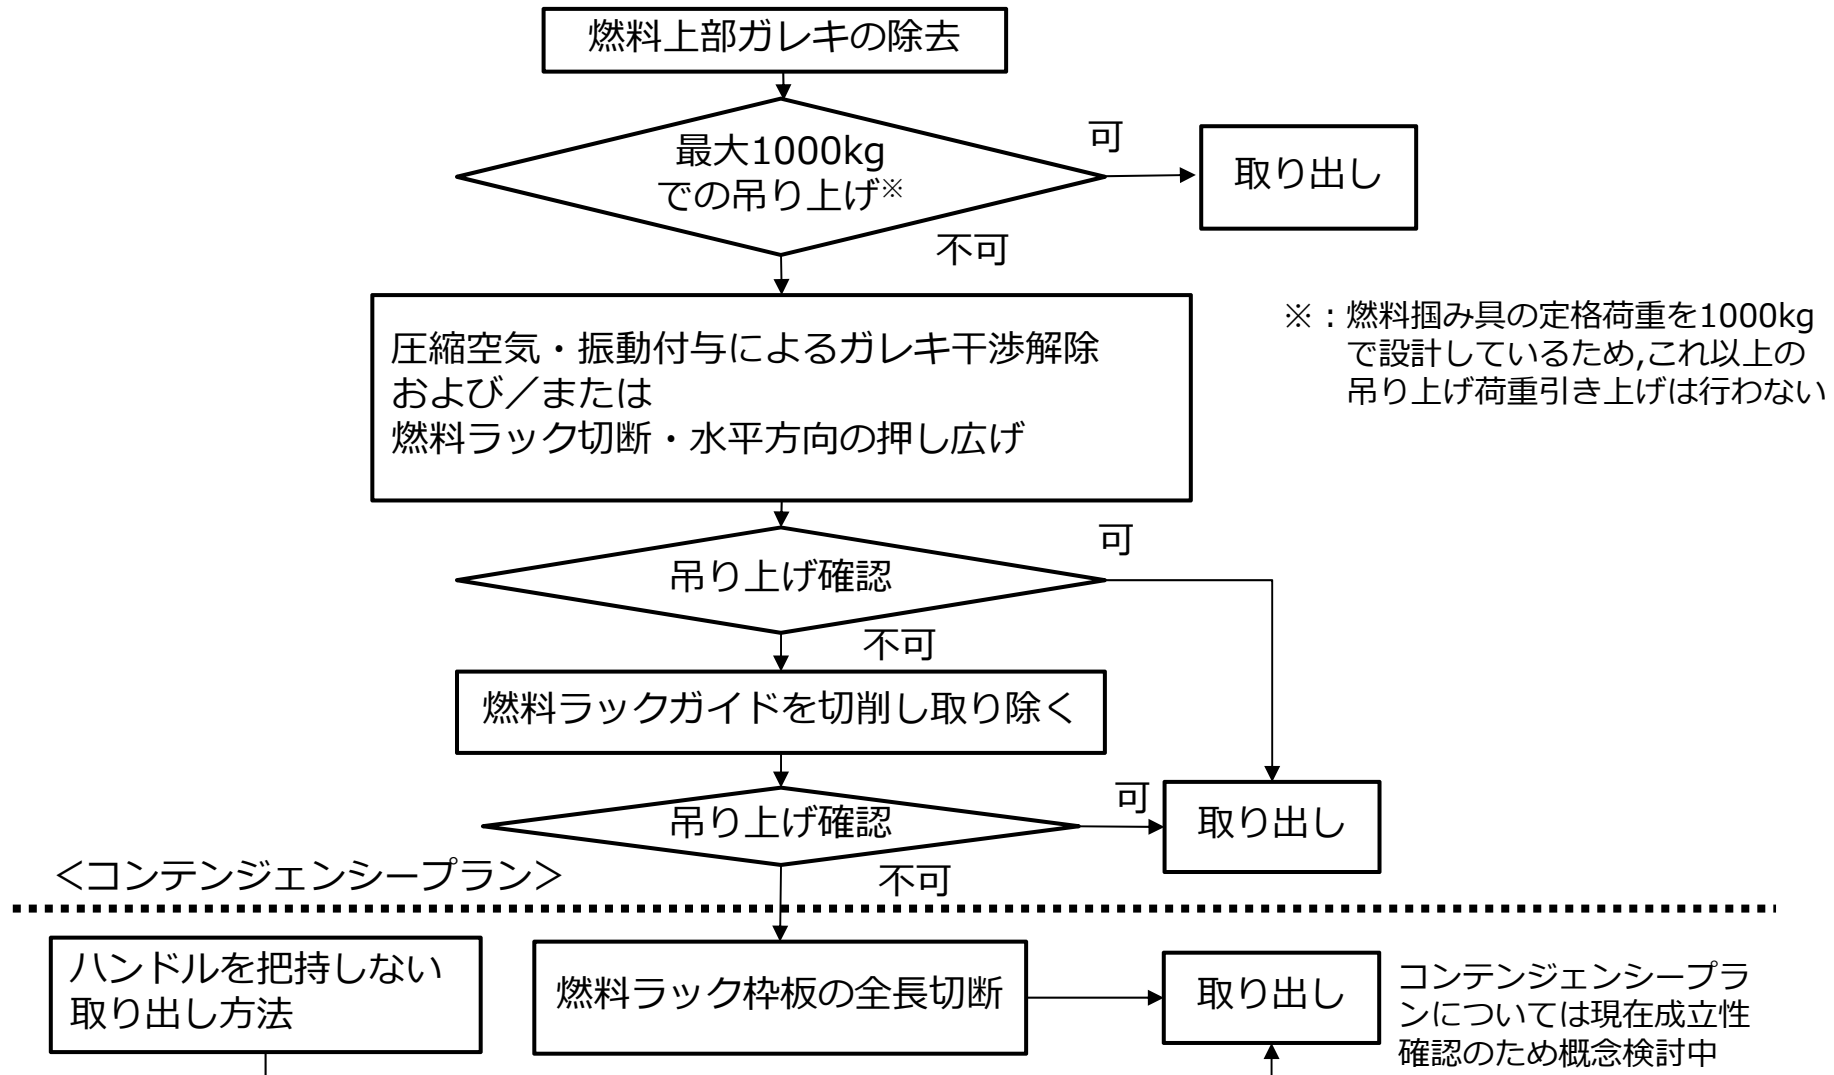 燃料上部ガレキの除去
最大1000kg
での吊り上げ※
可
取り出し
不可
圧縮空気・振動付与によるガレキ干渉解除
および／または
燃料ラック切断・水平方向の押し広げ
※：燃料掴み具の定格荷重を1000kg
で設計しているため,これ以上の
吊り上げ荷重引き上げは行わない
吊り上げ確認
可
不可
燃料ラックガイドを切削し取り除く
吊り上げ確認
可
取り出し
不可
＜コンテンジェンシープラン＞
ハンドルを把持しない
取り出し方法
燃料ラック枠板の全長切断
取り出し
コンテンジェンシープラ
ンについては現在成立性
確認のため概念検討中